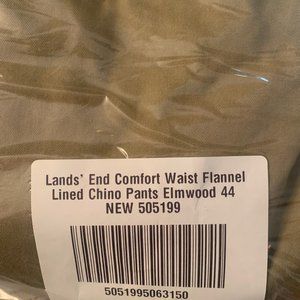 Lands' End Comfort Waist Flannel
Lined Chino Pants Elmwood 44
NEW 505199
5051995063150